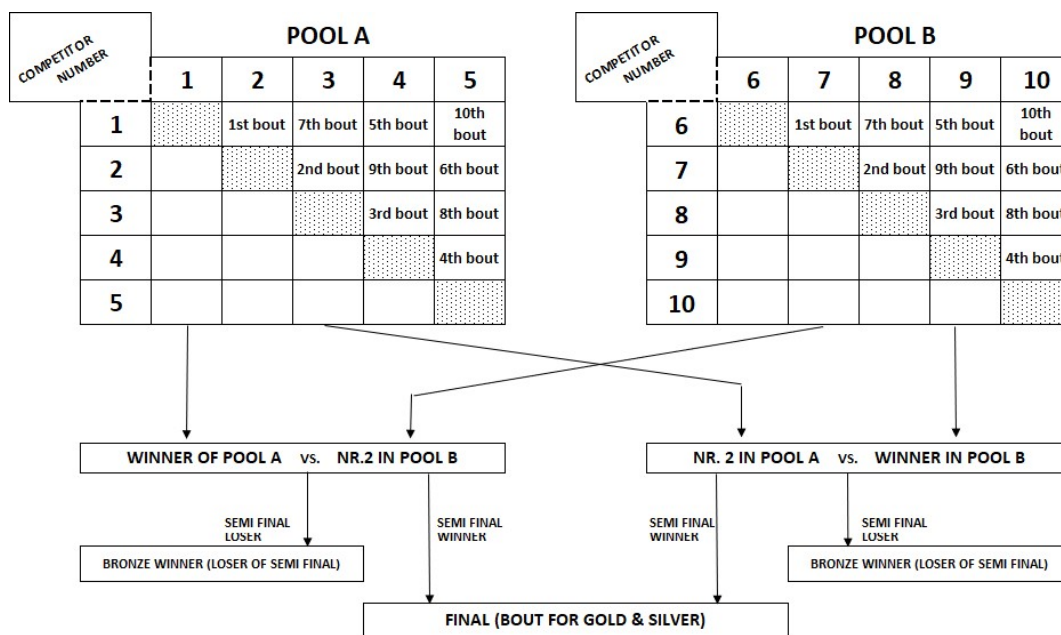 POOL A
COMPETITOR
NUMBER
1 2 3 4 5
1 1st bout 7th bout 5th bout 10th
bout
2 2nd bout 9th bout 6th bout
3 3rd bout 8th bout
4 4th bout
5
POOL B
COMPETITOR
NUMBER
6 7 8 9 10
6 1st bout 7th bout 5th bout 10th
bout
7 2nd bout 9th bout 6th bout
8 3rd bout 8th bout
9 4th bout
10
WINNER OF POOL A VS. NR.2 IN POOL B
NR. 2 IN POOL A VS. WINNER IN POOL B
SEMI FINAL
LOSER
SEMI FINAL
WINNER
SEMI FINAL
WINNER
SEMI FINAL
LOSER
BRONZE WINNER (LOSER OF SEMI FINAL)
BRONZE WINNER (LOSER OF SEMI FINAL)
FINAL (BOUT FOR GOLD & SILVER)